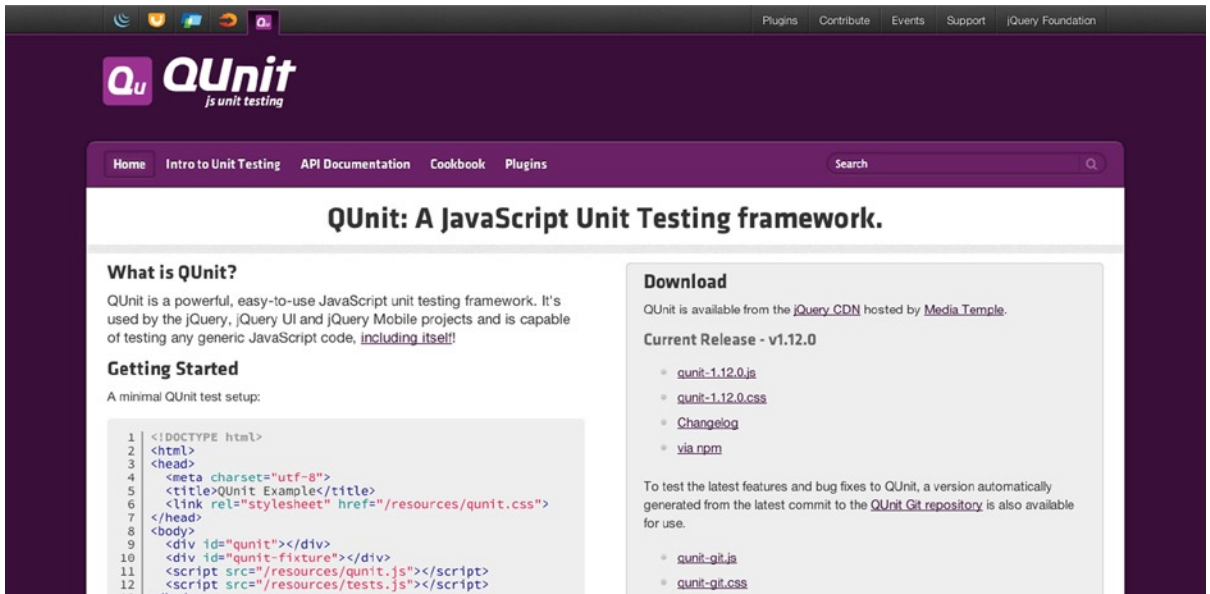 Plugins Contribute Events Support jQuery Foundation
Qu QUnit
js unit testing
Home Intro to Unit Testing API Documentation Cookbook Plugins Search
QUnit: A JavaScript Unit Testing framework.
What is QUnit?
QUnit is a powerful, easy-to-use JavaScript unit testing framework. It's
used by the jQuery, jQuery UI and jQuery Mobile projects and is capable
of testing any generic JavaScript code, including itself!
Getting Started
A minimal QUnit test setup:
1 <!DOCTYPE html>
2 <html>
3 <head>
4 <meta charset="utf-8">
5 <title>QUnit Example</title>
6 <link rel="stylesheet" href="/resources/qunit.css">
7 </head>
8 <body>
9 <div id="qunit"></div>
10 <div id="qunit-fixture"></div>
11 <script src="/resources/qunit.js"></script>
12 <script src="/resources/tests.js"></script>
Download
QUnit is available from the jQuery CDN hosted by Media Temple.
Current Release - v1.12.0
qunit-1.12.0.js
qunit-1.12.0.css
Changelog
via npm
To test the latest features and bug fixes to QUnit, a version automatically
generated from the latest commit to the QUnit Git repository is also available
for use.
qunit-git.js
qunit-git.css